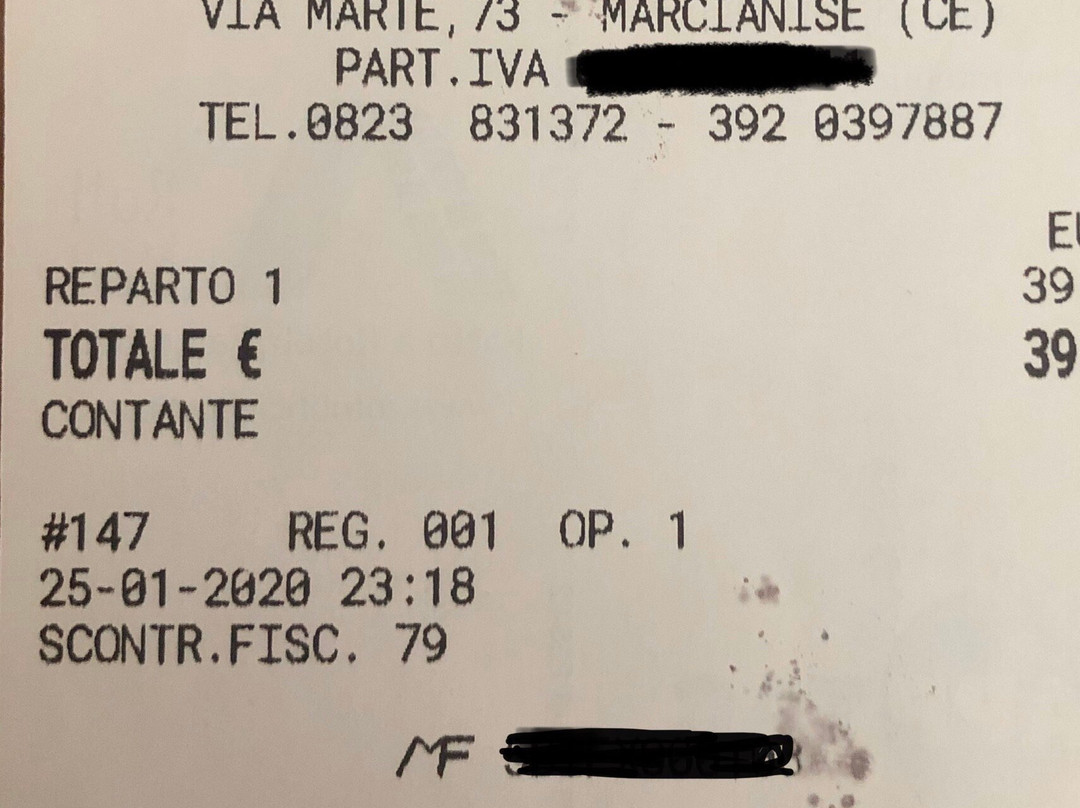 VIA MARTE,73 - MARCIANISE (CE)
PART.IVA
TEL.0823 831372 - 392 0397887
REPARTO 1 39
TOTALE € 39
CONTANTE
#147 REG. 001 OP. 1
25-01-2020 23:18
SCONTR.FISC. 79
MF